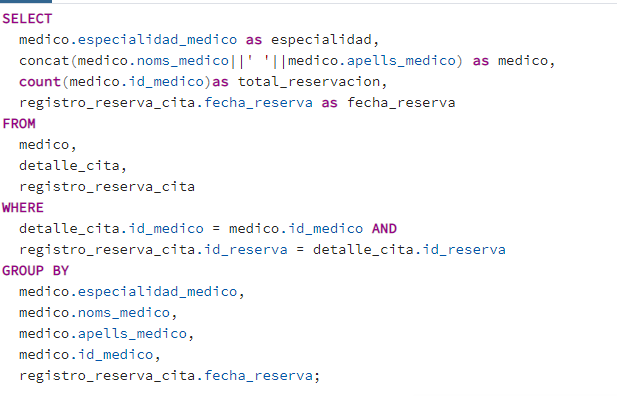 SELECT
medico.especialidad_medico as especialidad,
concat(medico.noms_medico||' '||medico.apells_medico) as medico,
count(medico.id_medico)as total_reservacion,
registro_reserva_cita.fecha_reserva as fecha_reserva
FROM
medico,
detalle_cita,
registro_reserva_cita
WHERE
detalle_cita.id_medico = medico.id_medico AND
registro_reserva_cita.id_reserva = detalle_cita.id_reserva
GROUP BY
medico.especialidad_medico,
medico.noms_medico,
medico.apells_medico,
medico.id_medico,
registro_reserva_cita.fecha_reserva;